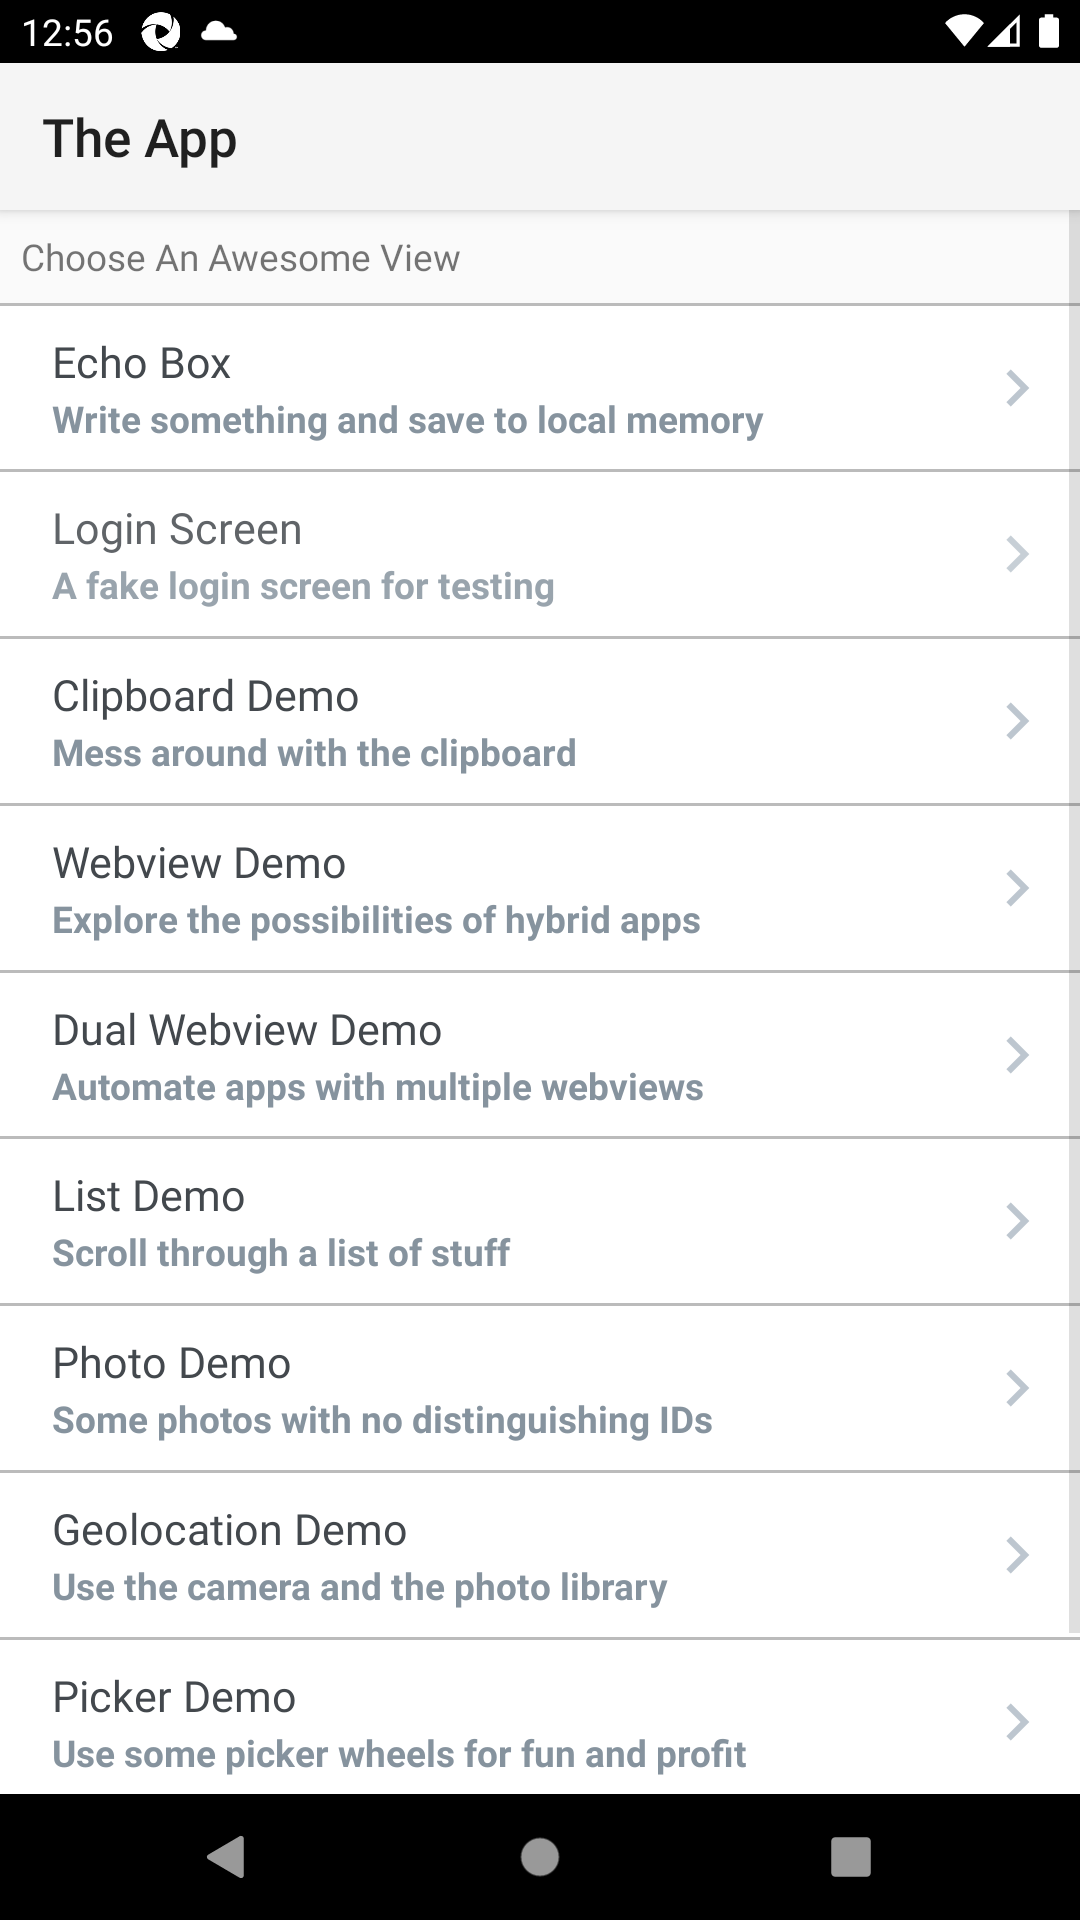 12:56
The App
Choose An Awesome View
Echo Box
Write something and save to local memory
Login Screen
A fake login screen for testing
Clipboard Demo
Mess around with the clipboard
Webview Demo
Explore the possibilities of hybrid apps
Dual Webview Demo
Automate apps with multiple webviews
List Demo
Scroll through a list of stuff
Photo Demo
Some photos with no distinguishing IDs
Geolocation Demo
Use the camera and the photo library
Picker Demo
Use some picker wheels for fun and profit